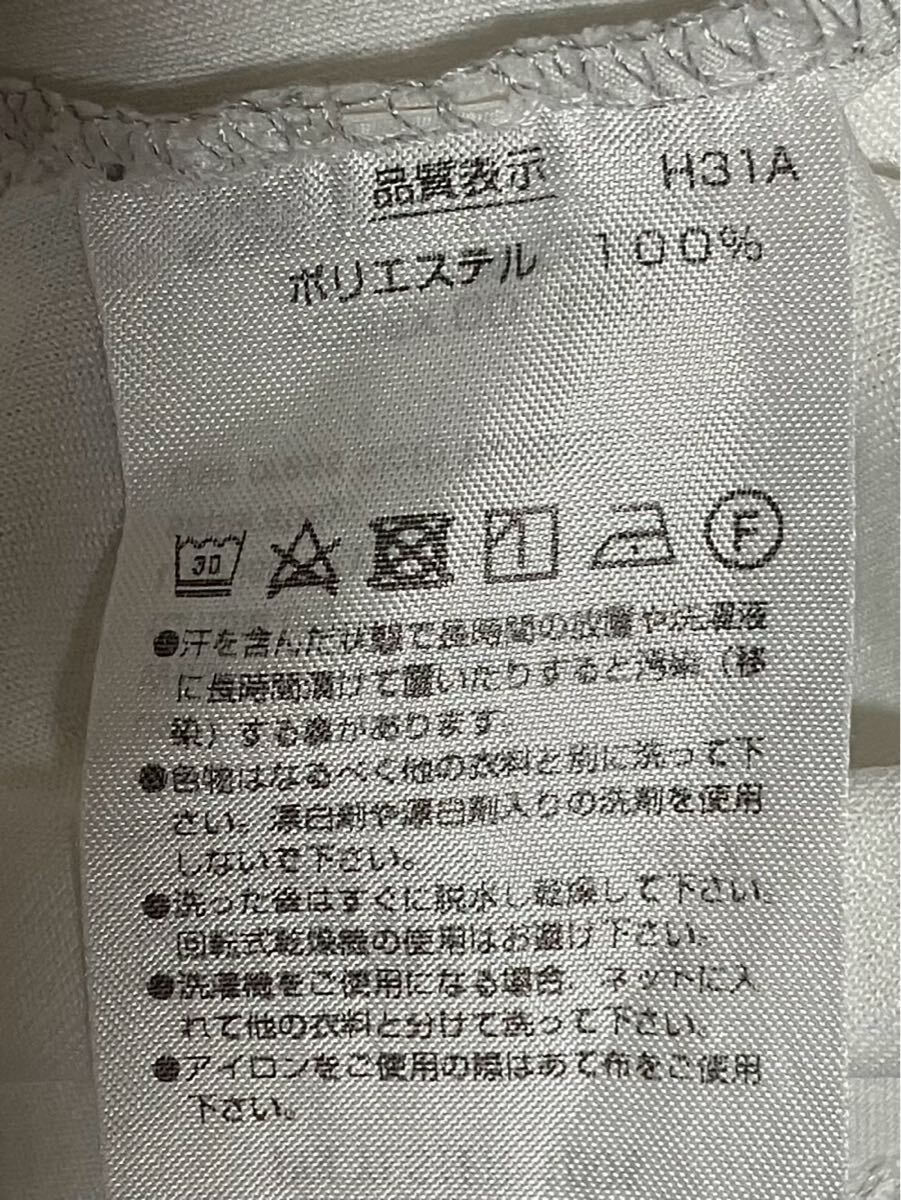 品質表示 H31A
ポリエステル 100%
30
F
●汗を含んだ状態で長時間の放置や洗濯液
に長時間漬けて置いたりすると汚染（移
染）する事があります。
●色物はなるべく他の衣料と別に洗って下
さい。漂白剤や漂白剤入りの洗剤を使用
しないで下さい。
●洗った後はすぐに脱水し乾燥して下さい。
回転式乾燥機の使用はお避け下さい。
●洗濯機をご使用になる場合、ネットに入
れて他の衣料と分けて洗って下さい。
●アイロンをご使用の際はあて布をご使用
下さい。